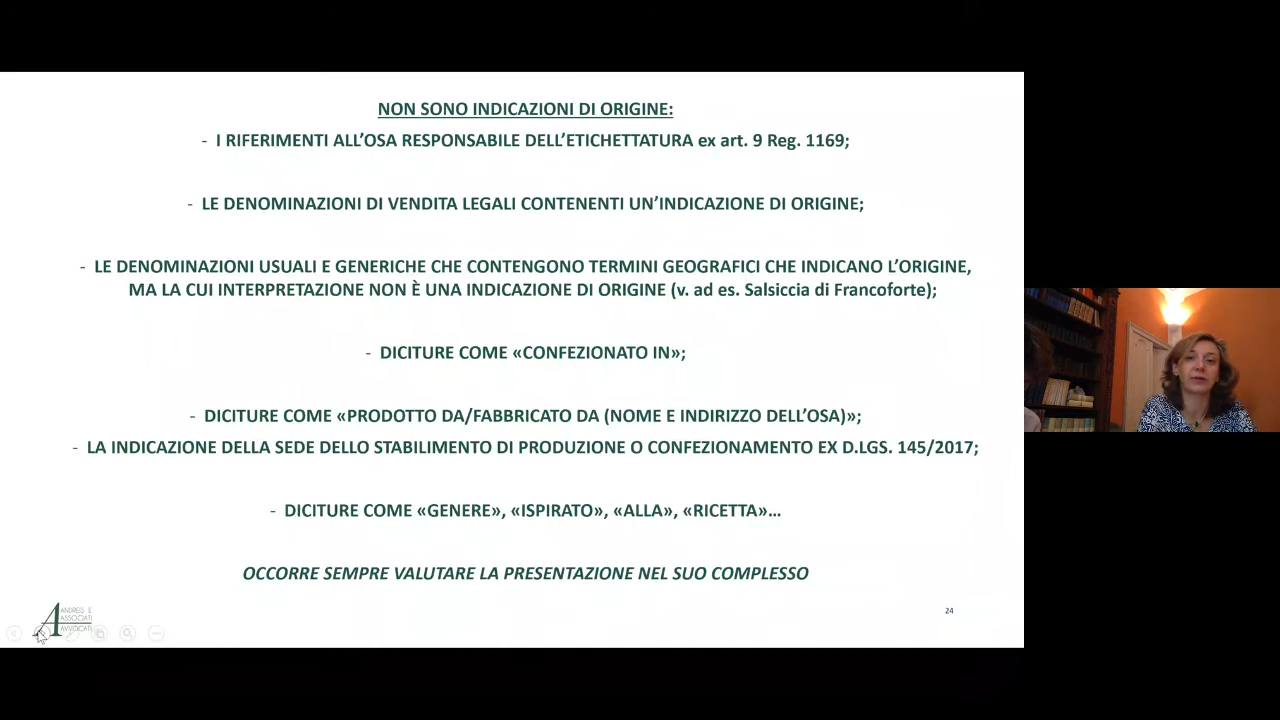 NON SONO INDICAZIONI DI ORIGINE:
- I RIFERIMENTI ALL’OSA RESPONSABILE DELL’ETICHETTATURA ex art. 9 Reg. 1169;
- LE DENOMINAZIONI DI VENDITA LEGALI CONTENENTI UN’INDICAZIONE DI ORIGINE;
- LE DENOMINAZIONI USUALI E GENERICHE CHE CONTENGONO TERMINI GEOGRAFICI CHE INDICANO L’ORIGINE,
MA LA CUI INTERPRETAZIONE NON È UNA INDICAZIONE DI ORIGINE (v. ad es. Salsiccia di Francoforte);
- DICITURE COME «CONFEZIONATO IN»;
- DICITURE COME «PRODOTTO DA/FABBRICATO DA (NOME E INDIRIZZO DELL’OSA)»;
- LA INDICAZIONE DELLA SEDE DELLO STABILIMENTO DI PRODUZIONE O CONFEZIONAMENTO EX D.LGS. 145/2017;
- DICITURE COME «GENERE», «ISPIRATO», «ALLA», «RICETTA»…
OCCORRE SEMPRE VALUTARE LA PRESENTAZIONE NEL SUO COMPLESSO
ANDREIS E
ASSOCIATI
AVVOCATI
24